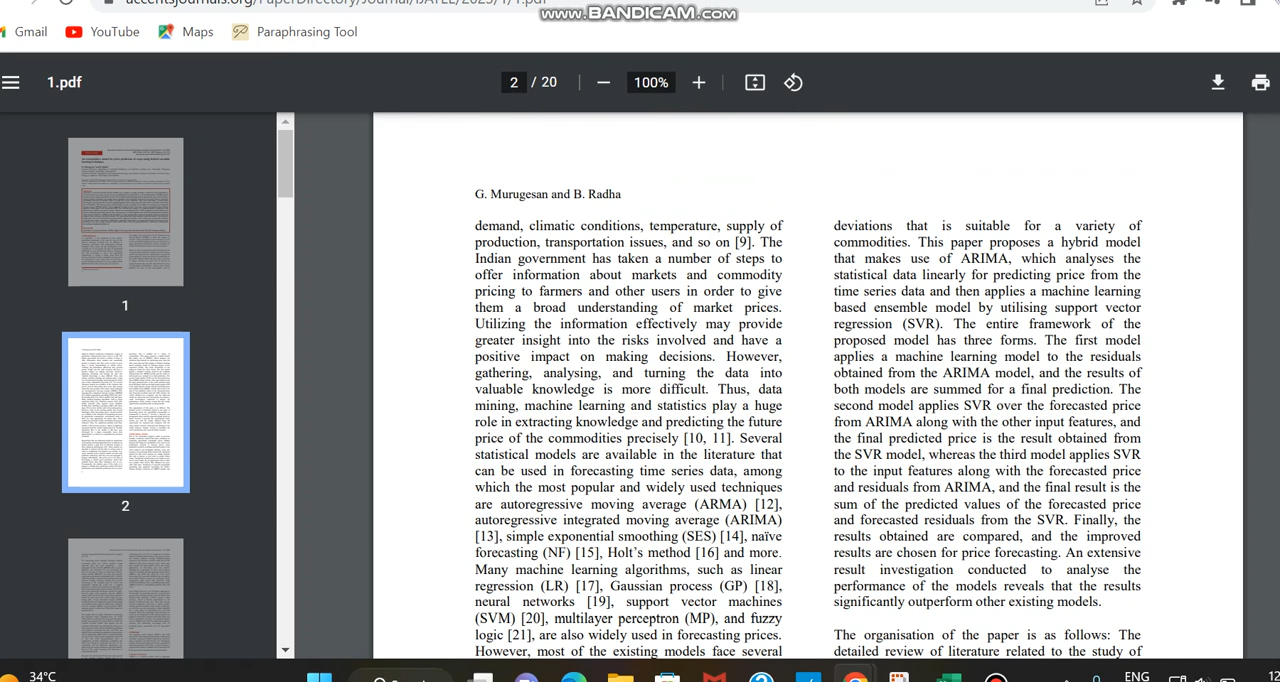 accentsjournals.org/PaperDirectory/Journal/IJATEE/2023/1/1.pdf
www.BANDICAM.com
Gmail
YouTube
Maps
Paraphrasing Tool
1.pdf
2 / 20
100%
1
2
G. Murugesan and B. Radha
demand, climatic conditions, temperature, supply of
production, transportation issues, and so on [9]. The
Indian government has taken a number of steps to
offer information about markets and commodity
pricing to farmers and other users in order to give
them a broad understanding of market prices.
Utilizing the information effectively may provide
greater insight into the risks involved and have a
positive impact on making decisions. However,
gathering, analysing, and turning the data into
valuable knowledge is more difficult. Thus, data
mining, machine learning and statistics play a huge
role in extracting knowledge and predicting the future
price of the commodities precisely [10, 11]. Several
statistical models are available in the literature that
can be used in forecasting time series data, among
which the most popular and widely used techniques
are autoregressive moving average (ARMA) [12],
autoregressive integrated moving average (ARIMA)
[13], simple exponential smoothing (SES) [14], naïve
forecasting (NF) [15], Holt’s method [16] and more.
Many machine learning algorithms, such as linear
regression(LR) [17], Gaussian process (GP) [18],
neural networks [19], support vector machines
(SVM) [20], multilayer perceptron (MP), and fuzzy
logic [21], are also widely used in forecasting prices.
However, most of the existing models face several
deviations that is suitable for a variety of
commodities. This paper proposes a hybrid model
that makes use of ARIMA, which analyses the
statistical data linearly for predicting price from the
time series data and then applies a machine learning
based ensemble model by utilising support vector
regression (SVR). The entire framework of the
proposed model has three forms. The first model
applies a machine learning model to the residuals
obtained from the ARIMA model, and the results of
both models are summed for a final prediction. The
second model applies SVR over the forecasted price
from ARIMA along with the other input features, and
the final predicted price is the result obtained from
the SVR model, whereas the third model applies SVR
to the input features along with the forecasted price
and residuals from ARIMA, and the final result is the
sum of the predicted values of the forecasted price
and forecasted residuals from the SVR. Finally, the
results obtained are compared, and the improved
results are chosen for price forecasting. An extensive
result investigation conducted to analyse the
performance of the models reveals that the results
significantly outperform other existing models.
The organisation of the paper is as follows: The
detailed review of literature related to the study of
34°C
ENG